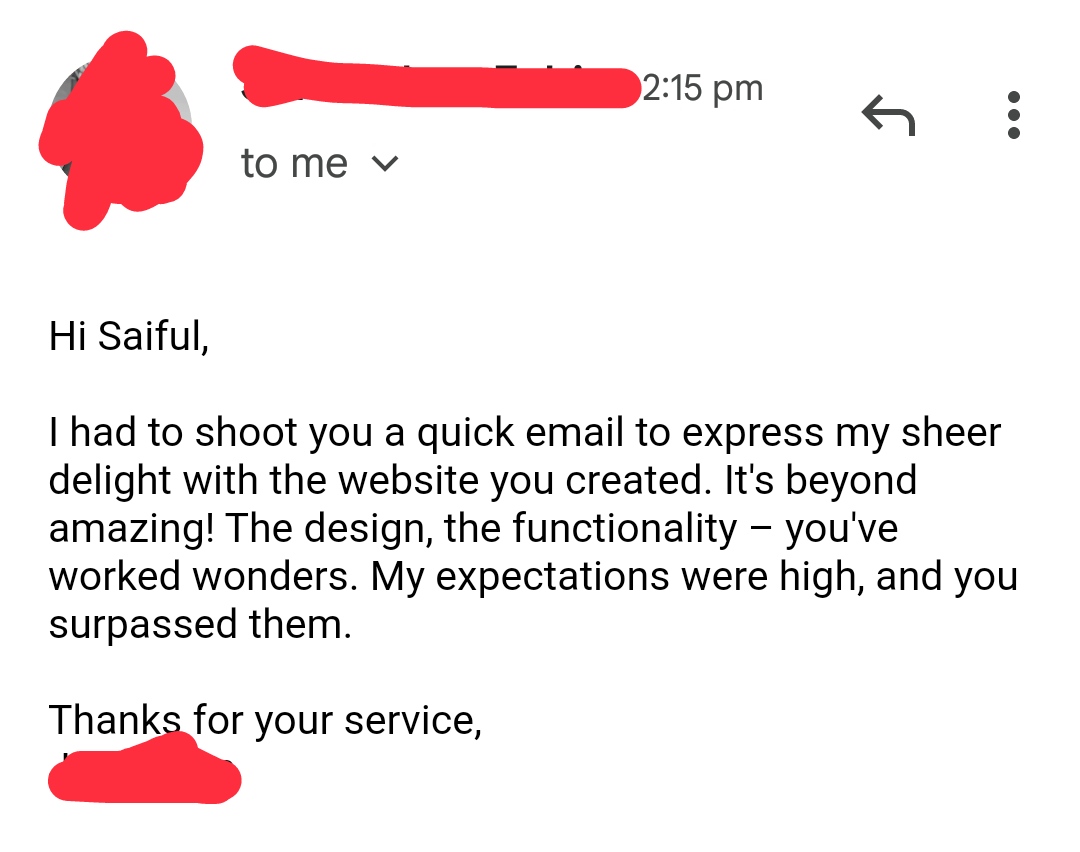 2:15 pm
to me
Hi Saiful,
I had to shoot you a quick email to express my sheer
delight with the website you created. It's beyond
amazing! The design, the functionality – you've
worked wonders. My expectations were high, and you
surpassed them.
Thanks for your service,